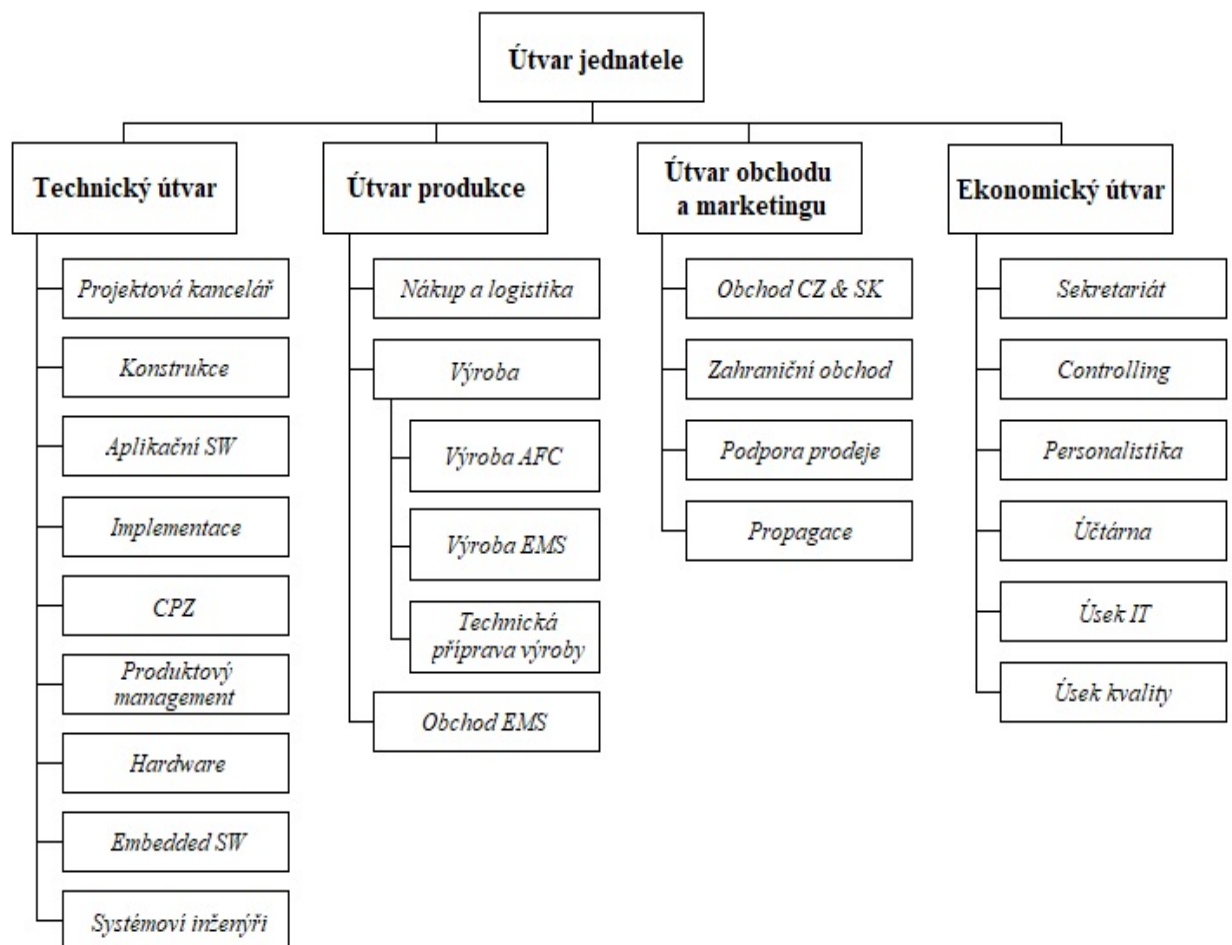 Útvar jednatele
Technický útvar
Projektová kancelář
Konstrukce
Aplikační SW
Implementace
CPZ
Produktový
management
Hardware
Embedded SW
Systémoví inženýři
Útvar produkce
Nákup a logistika
Výroba
Výroba AFC
Výroba EMS
Technická
příprava výroby
Obchod EMS
Útvar obchodu
a marketingu
Obchod CZ & SK
Zahraniční obchod
Podpora prodeje
Propagace
Ekonomický útvar
Sekretariát
Controlling
Personalistika
Účtárna
Úsek IT
Úsek kvality